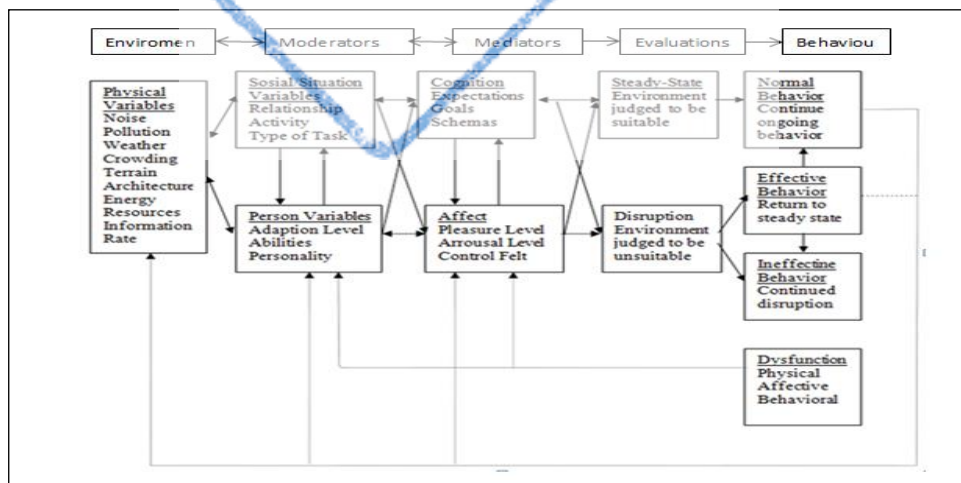 Enviromen
Moderators
Mediators
Evaluations
Behaviou
Physical
Variables
Noise
Pollution
Weather
Crowding
Terrain
Architecture
Energy
Resources
Information
Rate
Sosial Situation
Variables
Relationship
Activity
Type of Task
Cognition
Expectations
Goals
Schemas
Steady-State
Environment
judged to be
suitable
Normal
Behavior
Continue
ongoing
behavior
Person Variables
Adaption Level
Abilities
Personality
Affect
Pleasure Level
Arrousal Level
Control Felt
Disruption
Environment
judged to be
unsuitable
Effective
Behavior
Return to
steady state
Ineffectine
Behavior
Continued
disruption
Dysfunction
Physical
Affective
Behavioral